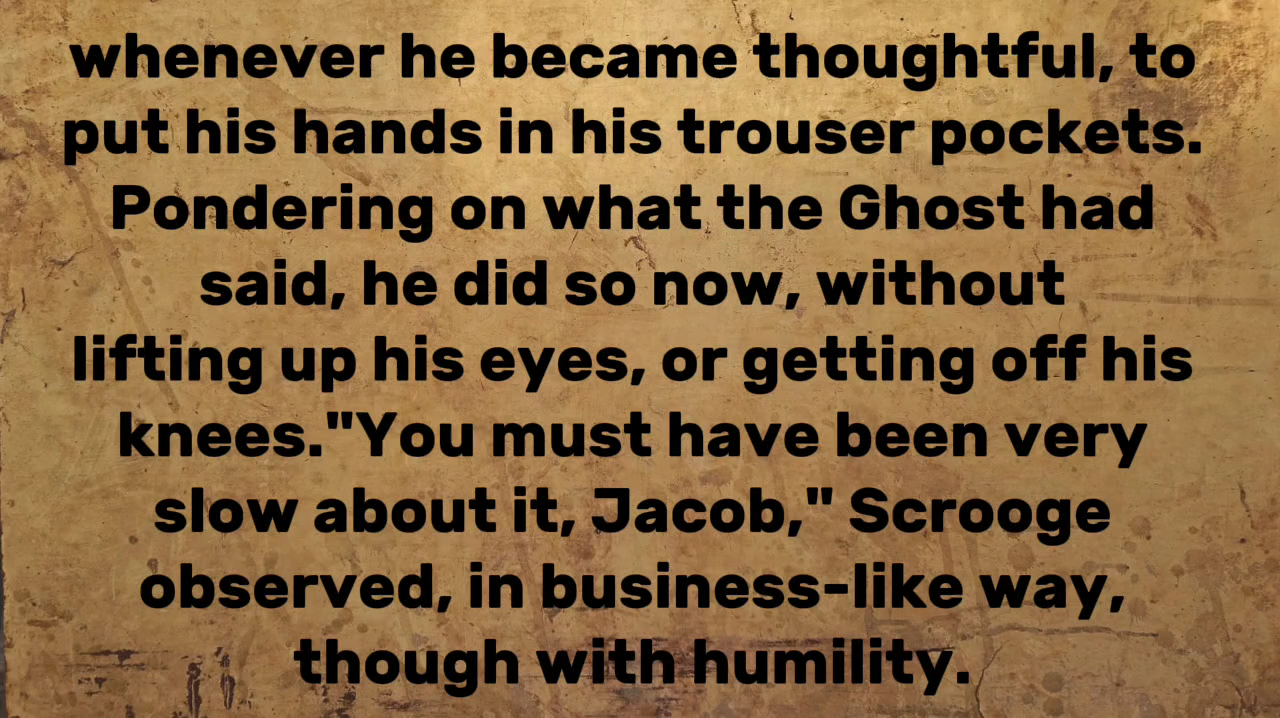 whenever he became thoughtful, to
put his hands in his trouser pockets.
Pondering on what the Ghost had
said, he did so now, without
lifting up his eyes, or getting off his
knees."You must have been very
slow about it, Jacob," Scrooge
observed, in business-like way,
though with humility.